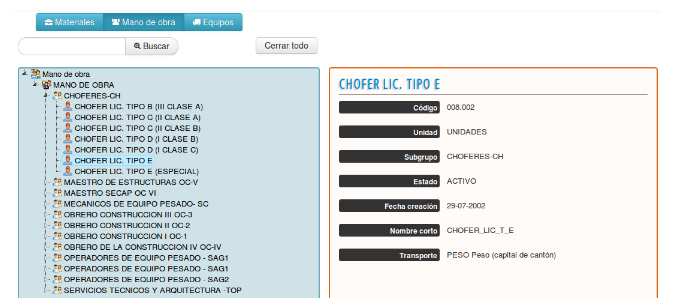 Materiales Mano de obra Equipos
Buscar Cerrar todo
Mano de obra
MANO DE OBRA
CHOFERES-CH
CHOFER LIC. TIPO B (III CLASE A)
CHOFER LIC. TIPO C (II CLASE A)
CHOFER LIC. TIPO C (II CLASE B)
CHOFER LIC. TIPO D (I CLASE B)
CHOFER LIC. TIPO D (I CLASE C)
CHOFER LIC. TIPO E
CHOFER LIC. TIPO E (ESPECIAL)
MAESTRO DE ESTRUCTURAS OC-V
MAESTRO SECAP OC VI
MECANICOS DE EQUIPO PESADO- SC
OBRERO CONSTRUCCION III OC-3
OBRERO CONSTRUCCION II OC-2
OBRERO CONSTRUCCION I OC-1
OBRERO DE LA CONSTRUCCION IV OC-IV
OPERADORES DE EQUIPO PESADO - SAG1
OPERADORES DE EQUIPO PESADO - SAG1
OPERADORES DE EQUIPO PESADO - SAG2
SERVICIOS TECNICOS Y ARQUITECTURA -TOP
CHOFER LIC. TIPO E
Código 008.002
Unidad UNIDADES
Subgrupo CHOFERES-CH
Estado ACTIVO
Fecha creación 29-07-2002
Nombre corto CHOFER_LIC_T_E
Transporte PESO Peso (capital de cantón)